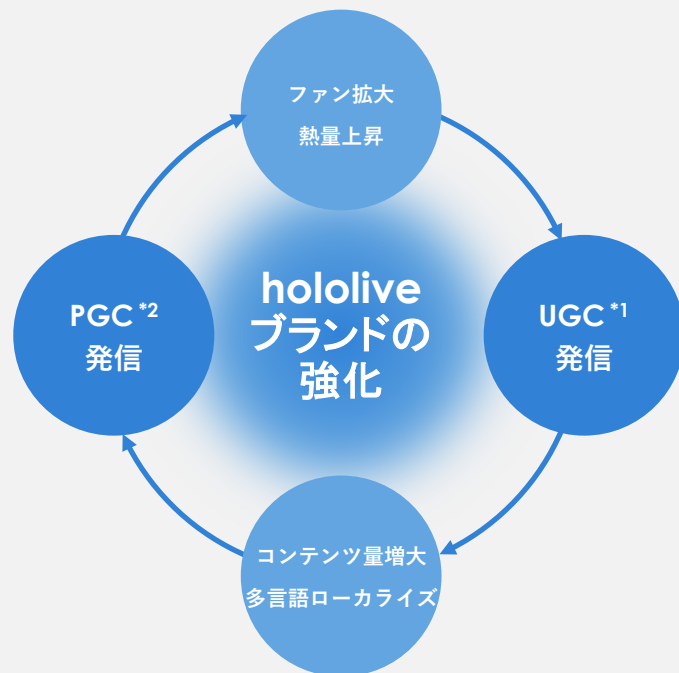 ファン拡大
熱量上昇
PGC *2
発信
hololive
ブランドの
強化
UGC *1
発信
コンテンツ量増大
多言語ローカライズ